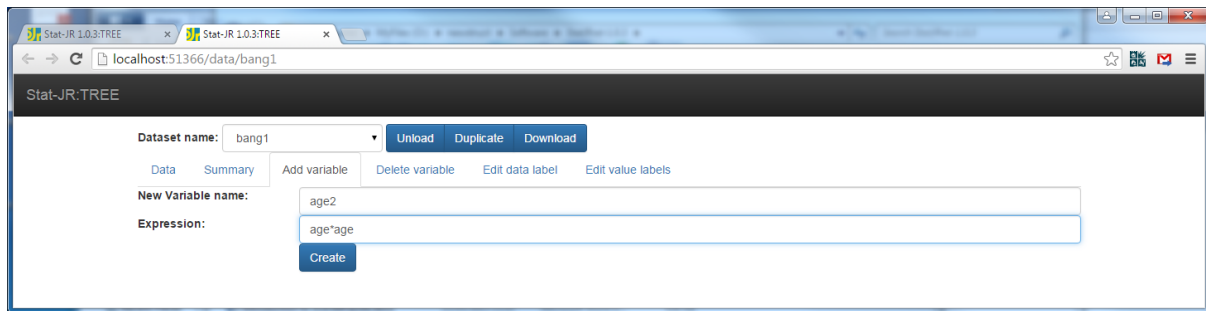 Stat-JR 1.0.3:TREE Stat-JR 1.0.3:TREE
localhost:51366/data/bang1
Stat-JR:TREE
Dataset name: bang1 Unload Duplicate Download
Data Summary Add variable Delete variable Edit data label Edit value labels
New Variable name: age2
Expression: age*age
Create